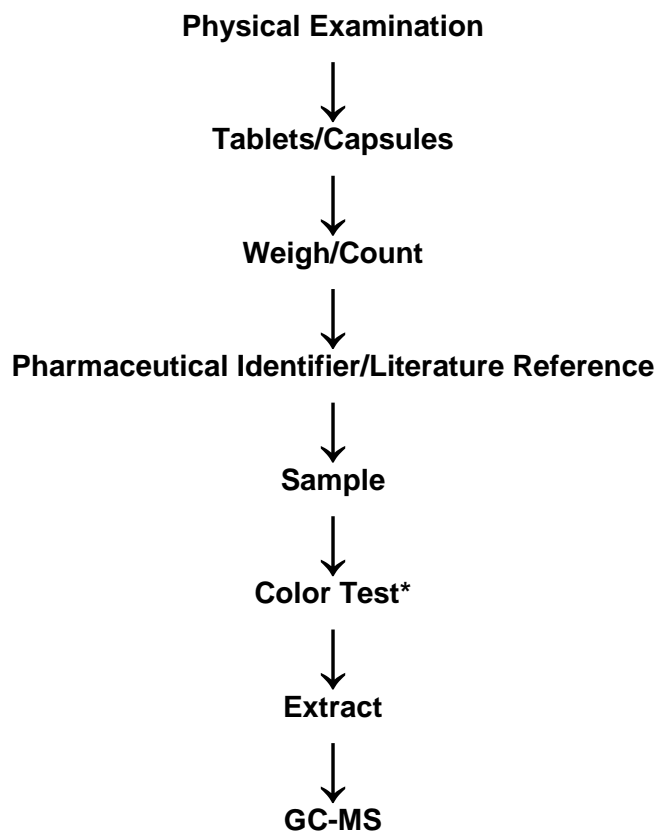 Physical Examination
Tablets/Capsules
Weigh/Count
Pharmaceutical Identifier/Literature Reference
Sample
Color Test*
Extract
GC-MS